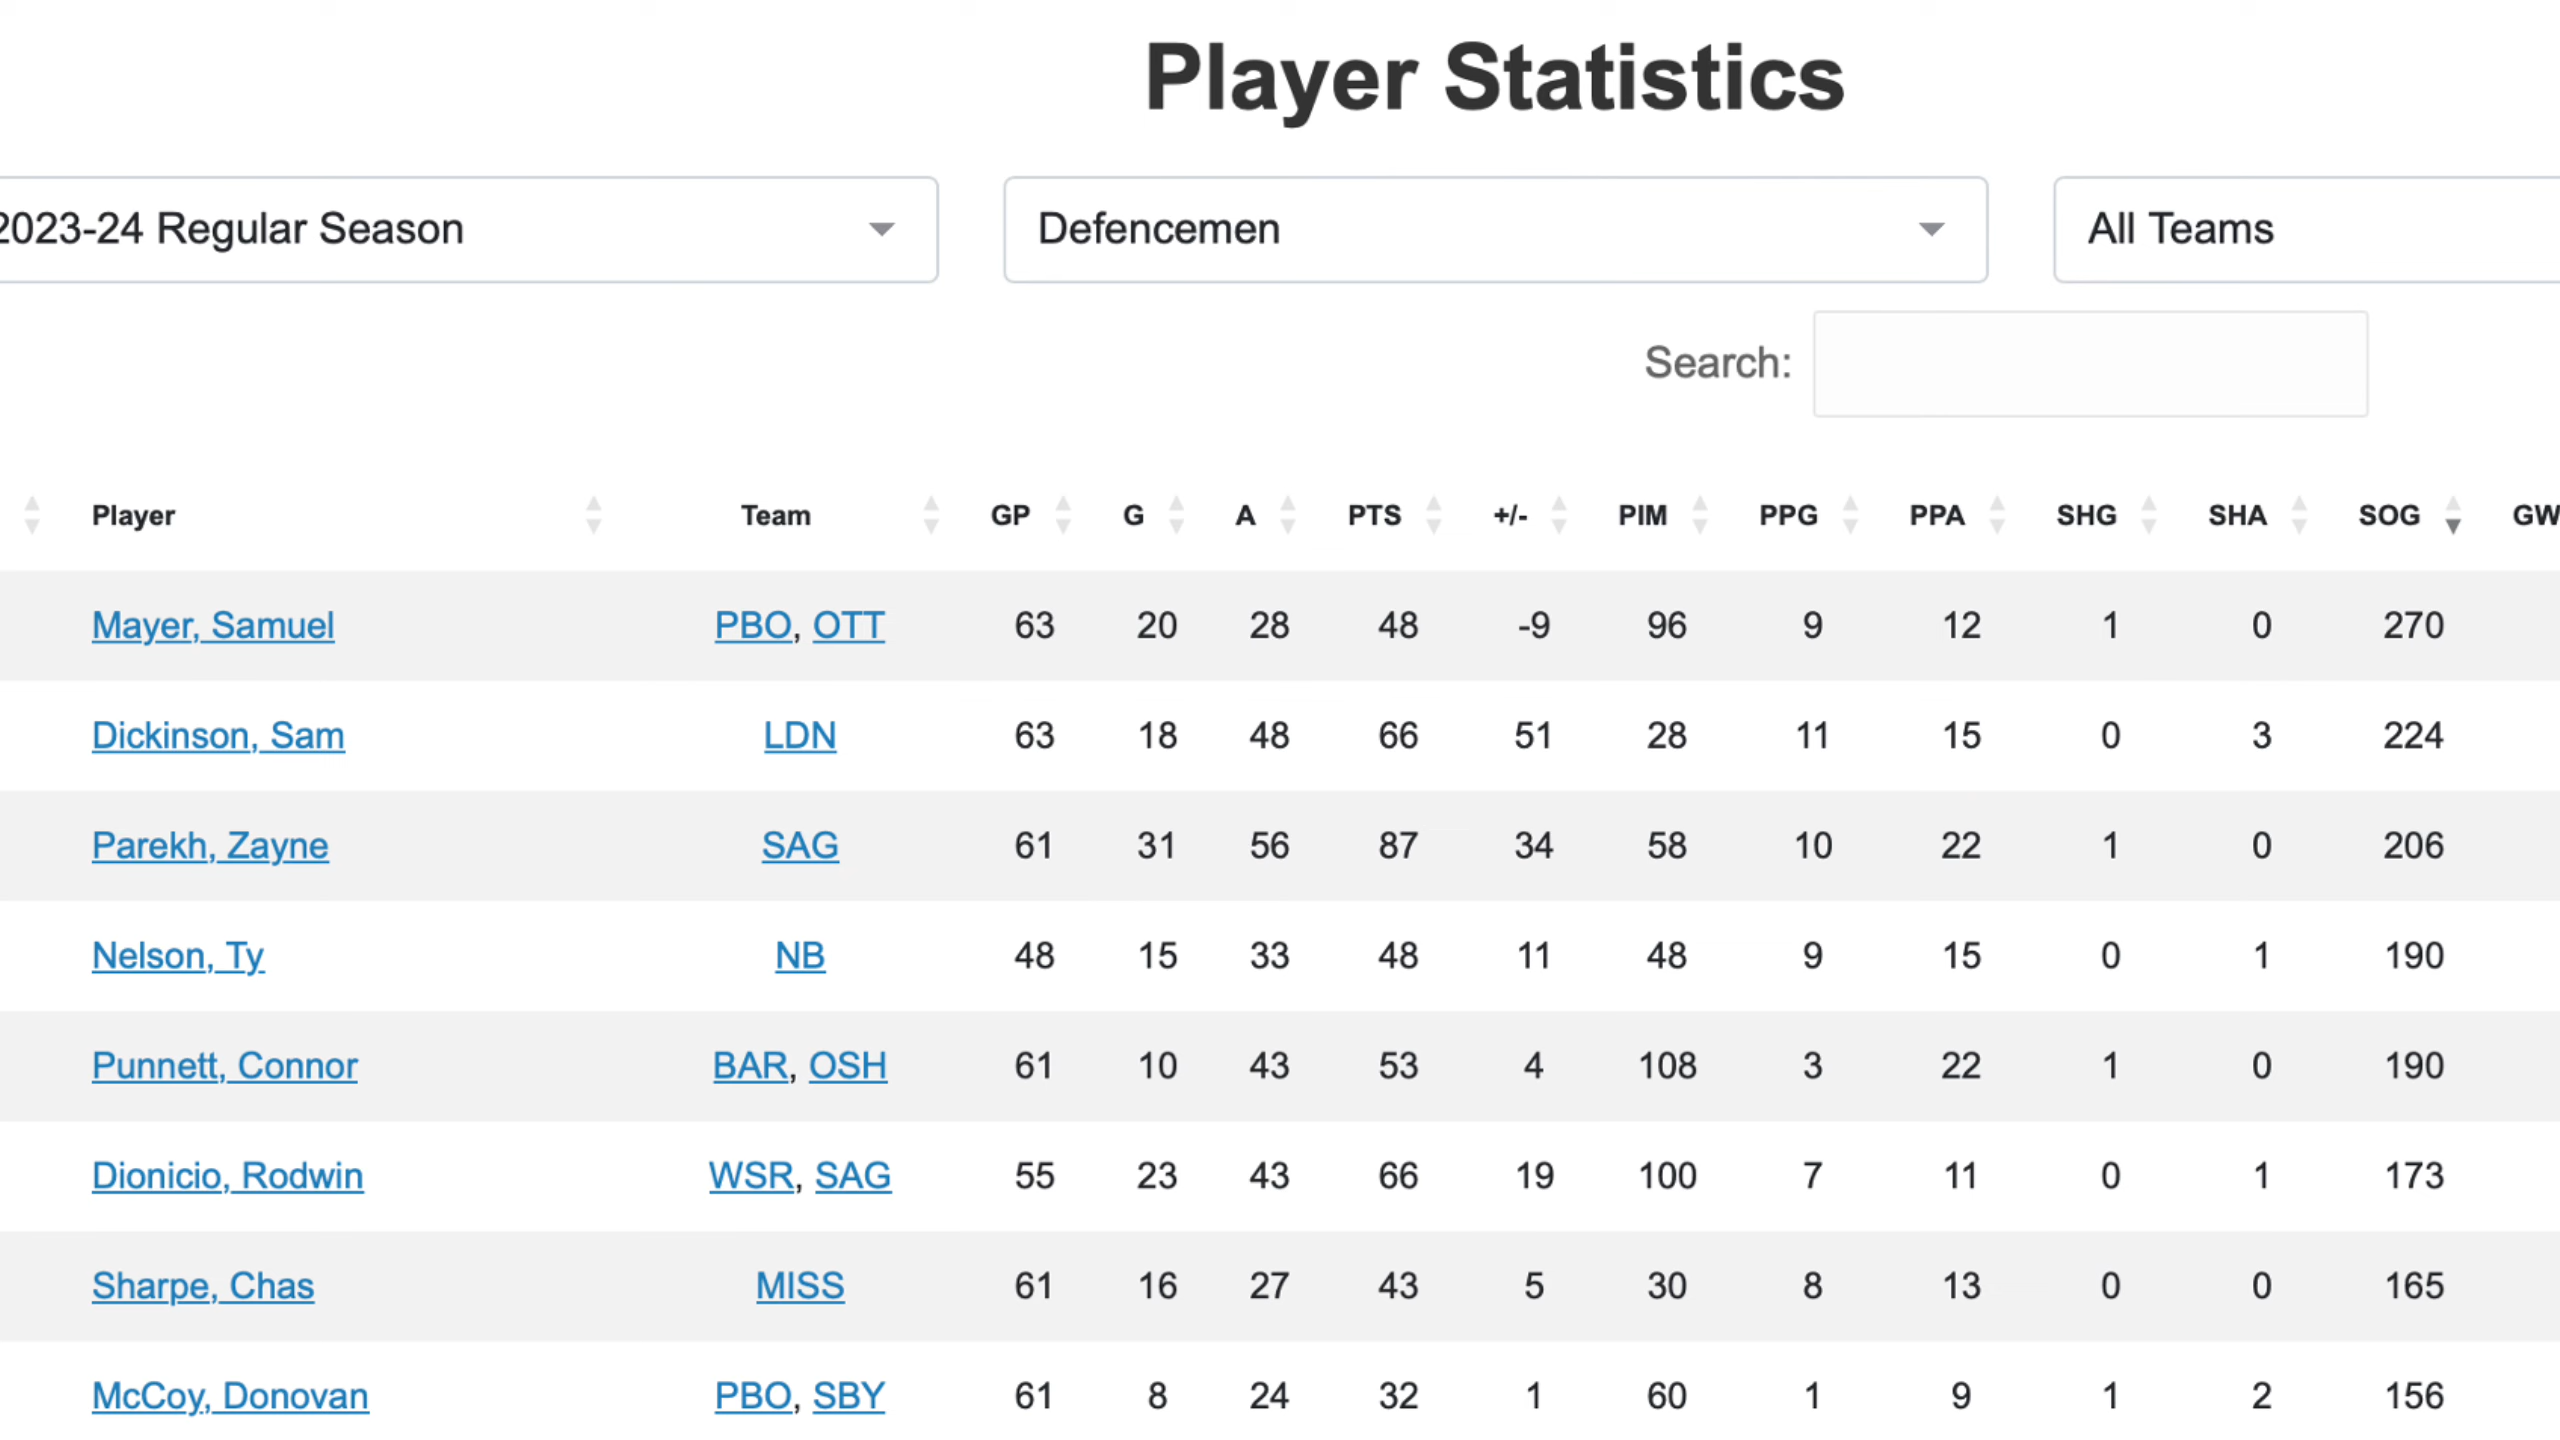 Player Statistics
2023-24 Regular Season Defencemen All Teams
Search:
Player Team GP G A PTS +/- PIM PPG PPA SHG SHA SOG GW
Mayer, Samuel PBO, OTT 63 20 28 48 -9 96 9 12 1 0 270
Dickinson, Sam LDN 63 18 48 66 51 28 11 15 0 3 224
Parekh, Zayne SAG 61 31 56 87 34 58 10 22 1 0 206
Nelson, Ty NB 48 15 33 48 11 48 9 15 0 1 190
Punnett, Connor BAR, OSH 61 10 43 53 4 108 3 22 1 0 190
Dionicio, Rodwin WSR, SAG 55 23 43 66 19 100 7 11 0 1 173
Sharpe, Chas MISS 61 16 27 43 5 30 8 13 0 0 165
McCoy, Donovan PBO, SBY 61 8 24 32 1 60 1 9 1 2 156